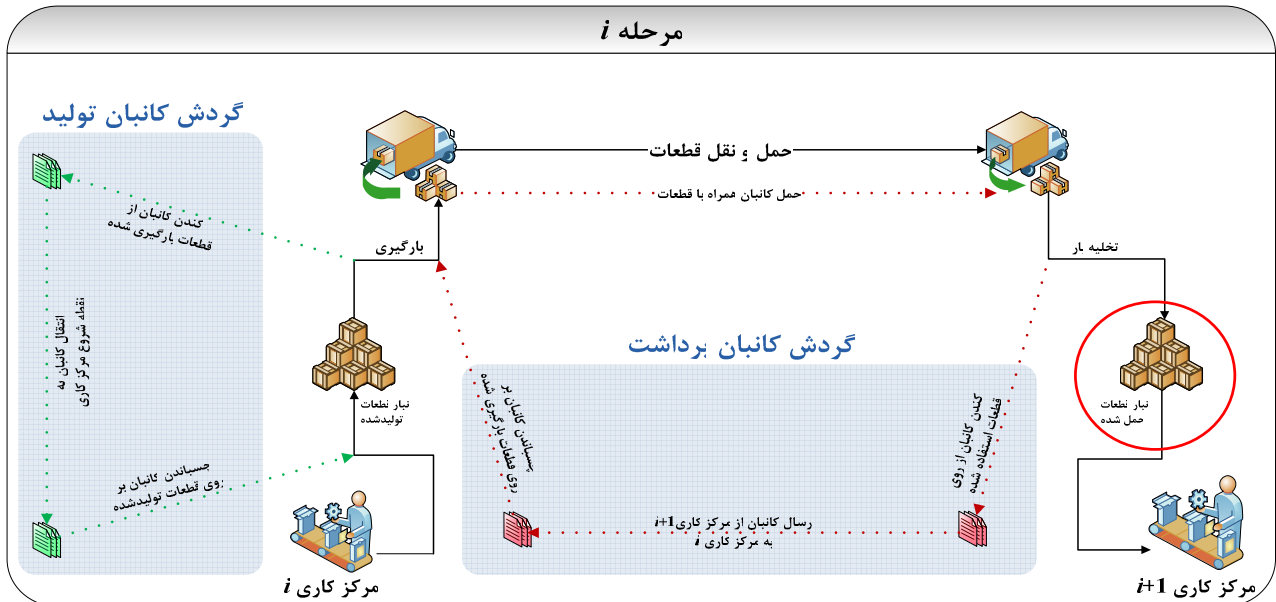 مرحله i
گردش کانبان تولید
حمل و نقل قطعات
حمل کانبان همراه با قطعات
کندن کانبان از
قطعات بارگیری شده
بارگیری
تخلیه بار
انتقال کانبان به
نقطه شروع مرکز کاری
گردش کانبان برداشت
انبار قطعات
تولیدشده
چسباندن کانبان بر
روی قطعات بارگیری شده
کندن کانبان از روی
قطعات استفاده شده
انبار قطعات
حمل شده
چسباندن کانبان بر
روی قطعات تولیدشده
رسال کانبان از مرکز کاری i+1
به مرکز کاری i
مرکز کاری i
مرکز کاری i+1